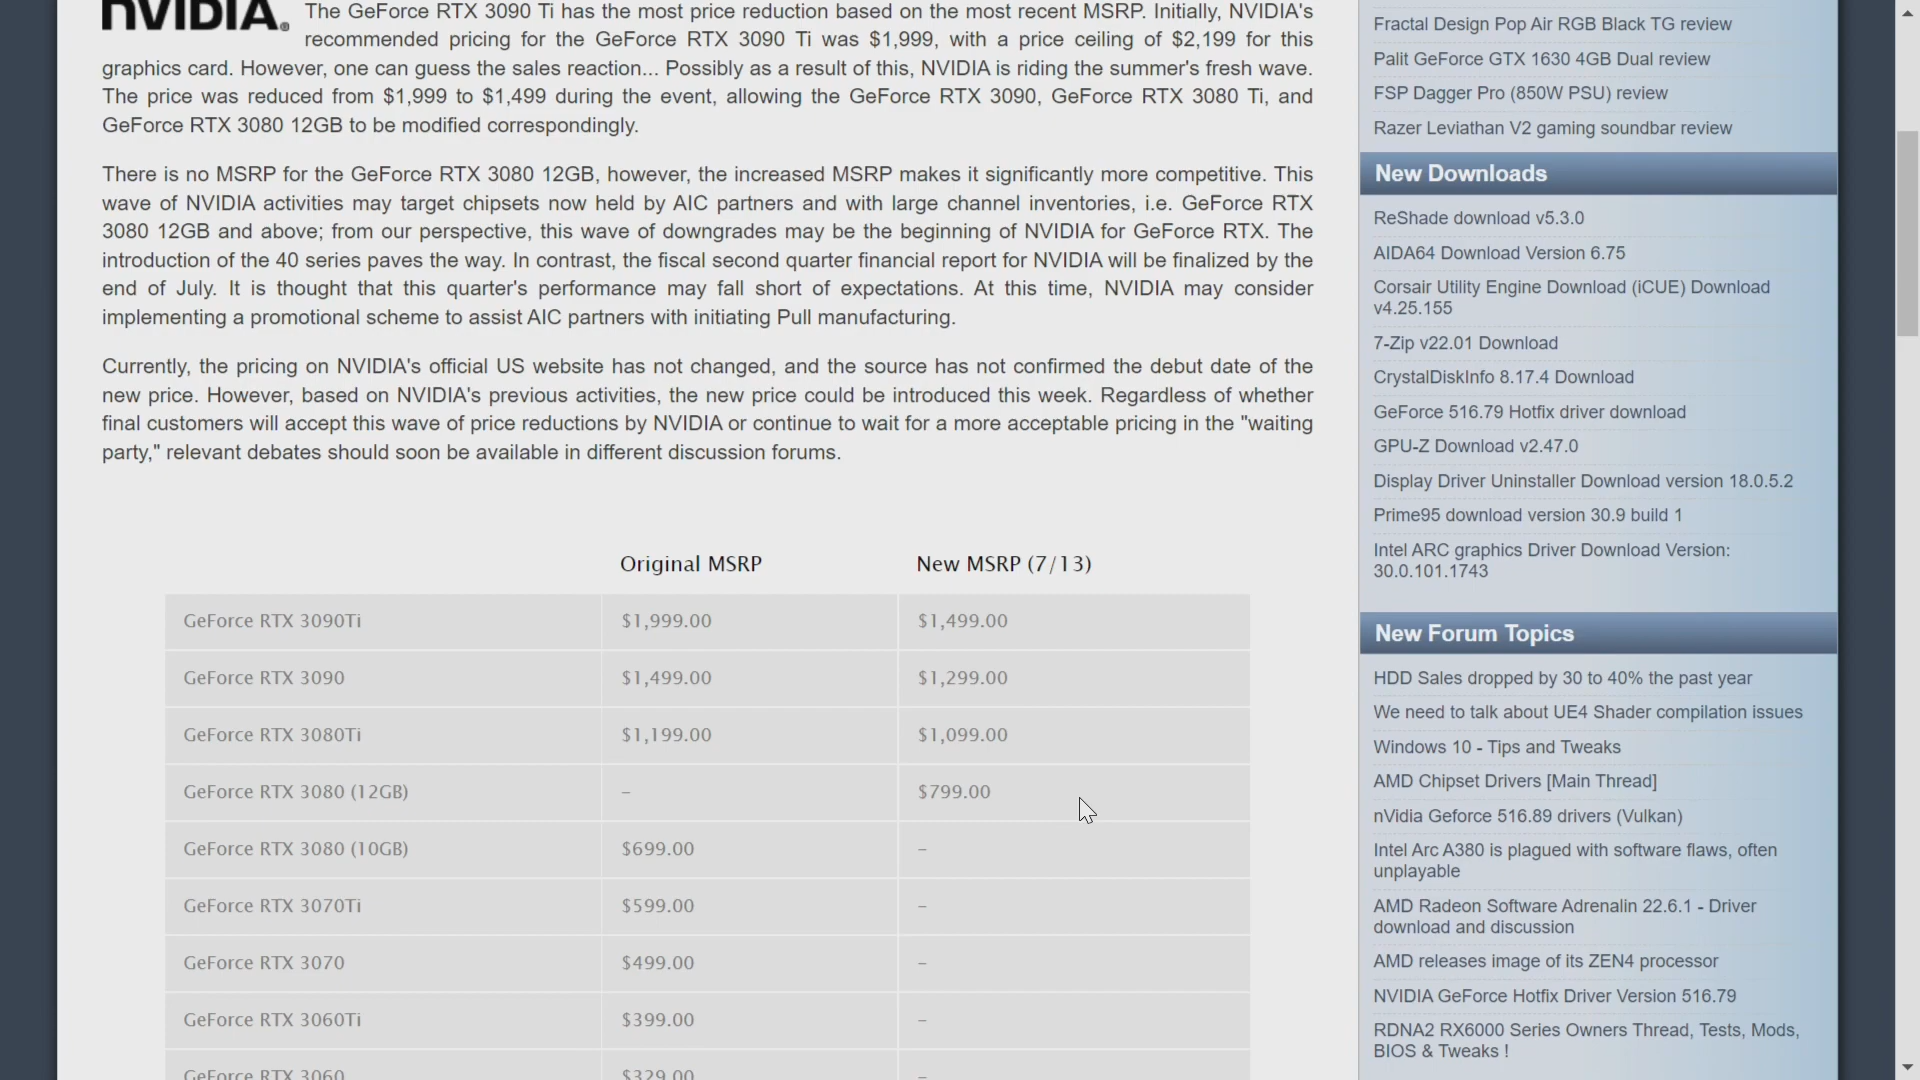 nVIDIA®
The GeForce RTX 3090 Ti has the most price reduction based on the most recent MSRP. Initially, NVIDIA's
recommended pricing for the GeForce RTX 3090 Ti was $1,999, with a price ceiling of $2,199 for this
graphics card. However, one can guess the sales reaction... Possibly as a result of this, NVIDIA is riding the summer's fresh wave.
The price was reduced from $1,999 to $1,499 during the event, allowing the GeForce RTX 3090, GeForce RTX 3080 Ti, and
GeForce RTX 3080 12GB to be modified correspondingly.
There is no MSRP for the GeForce RTX 3080 12GB, however, the increased MSRP makes it significantly more competitive. This
wave of NVIDIA activities may target chipsets now held by AIC partners and with large channel inventories, i.e. GeForce RTX
3080 12GB and above; from our perspective, this wave of downgrades may be the beginning of NVIDIA for GeForce RTX. The
introduction of the 40 series paves the way. In contrast, the fiscal second quarter financial report for NVIDIA will be finalized by the
end of July. It is thought that this quarter's performance may fall short of expectations. At this time, NVIDIA may consider
implementing a promotional scheme to assist AIC partners with initiating Pull manufacturing.
Currently, the pricing on NVIDIA's official US website has not changed, and the source has not confirmed the debut date of the
new price. However, based on NVIDIA's previous activities, the new price could be introduced this week. Regardless of whether
final customers will accept this wave of price reductions by NVIDIA or continue to wait for a more acceptable pricing in the "waiting
party," relevant debates should soon be available in different discussion forums.
Original MSRP New MSRP (7/13)
GeForce RTX 3090Ti $1,999.00 $1,499.00
GeForce RTX 3090 $1,499.00 $1,299.00
GeForce RTX 3080Ti $1,199.00 $1,099.00
GeForce RTX 3080 (12GB) – $799.00
GeForce RTX 3080 (10GB) $699.00 –
GeForce RTX 3070Ti $599.00 –
GeForce RTX 3070 $499.00 –
GeForce RTX 3060Ti $399.00 –
GeForce RTX 3060 $329.00 –
Fractal Design Pop Air RGB Black TG review
Palit GeForce GTX 1630 4GB Dual review
FSP Dagger Pro (850W PSU) review
Razer Leviathan V2 gaming soundbar review
New Downloads
ReShade download v5.3.0
AIDA64 Download Version 6.75
Corsair Utility Engine Download (iCUE) Download
v4.25.155
7-Zip v22.01 Download
CrystalDiskInfo 8.17.4 Download
GeForce 516.79 Hotfix driver download
GPU-Z Download v2.47.0
Display Driver Uninstaller Download version 18.0.5.2
Prime95 download version 30.9 build 1
Intel ARC graphics Driver Download Version:
30.0.101.1743
New Forum Topics
HDD Sales dropped by 30 to 40% the past year
We need to talk about UE4 Shader compilation issues
Windows 10 - Tips and Tweaks
AMD Chipset Drivers [Main Thread]
nVidia Geforce 516.89 drivers (Vulkan)
Intel Arc A380 is plagued with software flaws, often
unplayable
AMD Radeon Software Adrenalin 22.6.1 - Driver
download and discussion
AMD releases image of its ZEN4 processor
NVIDIA GeForce Hotfix Driver Version 516.79
RDNA2 RX6000 Series Owners Thread, Tests, Mods,
BIOS & Tweaks !